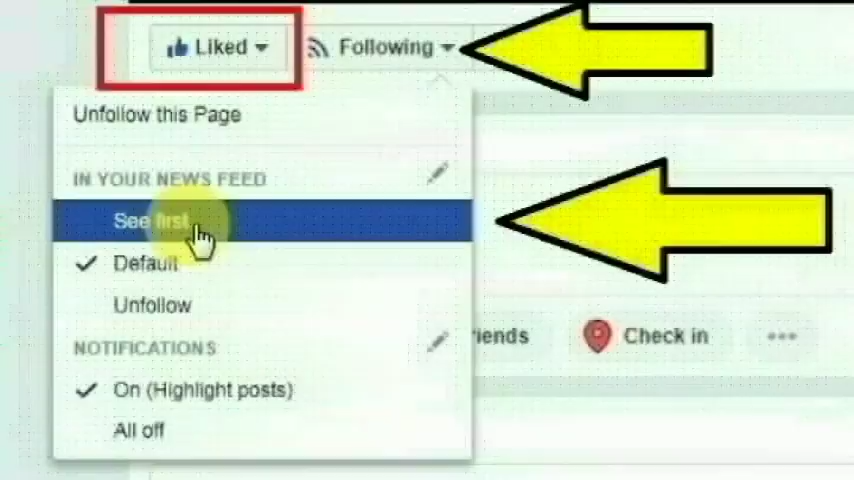 Liked Following
Unfollow this Page
IN YOUR NEWS FEED
See first
Default
Unfollow
riends Check in
NOTIFICATIONS
On (Highlight posts)
All off